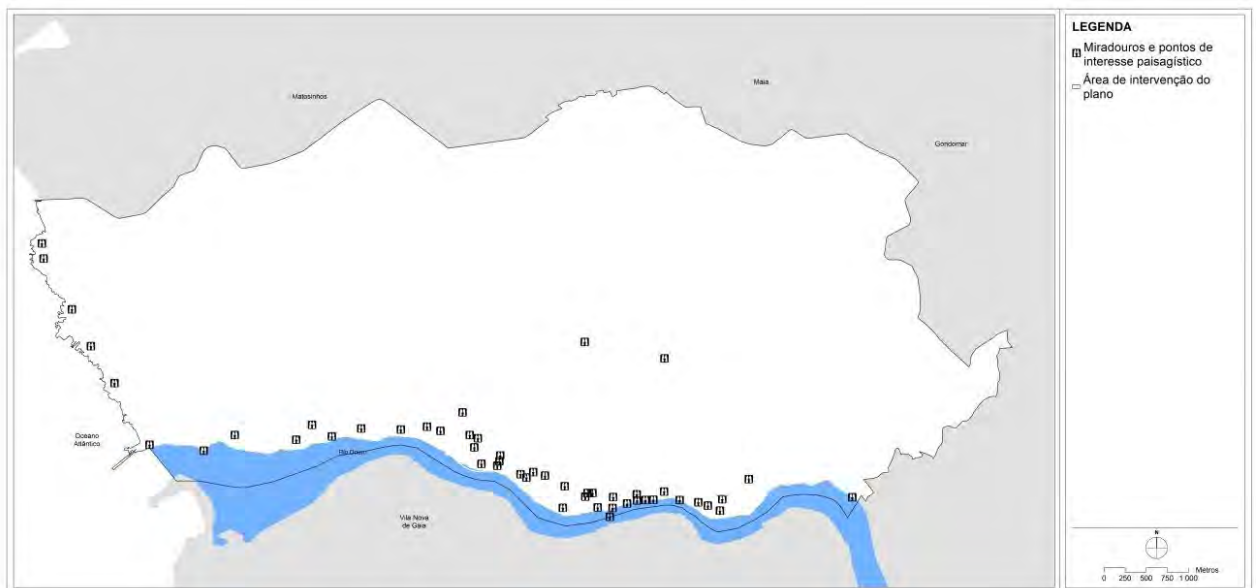 LEGENDA
Miradouros e pontos de
interesse paisagístico
Área de intervenção do
plano
Matosinhos
Maia
Gondomar
Oceano
Atlântico
Rio Douro
Vila Nova
de Gaia
N
Metros
0 250 500 750 1 000